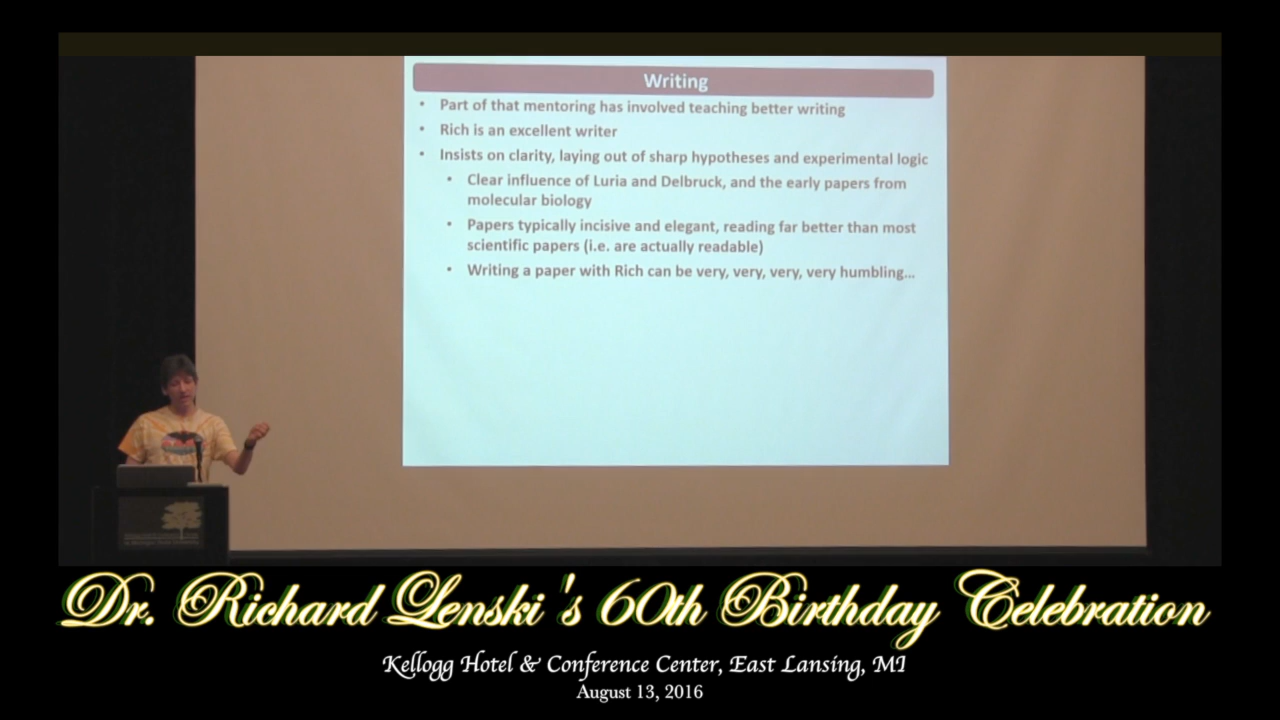 Writing
• Part of that mentoring has involved teaching better writing
• Rich is an excellent writer
• Insists on clarity, laying out of sharp hypotheses and experimental logic
• Clear influence of Luria and Delbruck, and the early papers from
molecular biology
• Papers typically incisive and elegant, reading far better than most
scientific papers (i.e. are actually readable)
• Writing a paper with Rich can be very, very, very, very humbling...
Dr. Richard Lenski's 60th Birthday Celebration
Kellogg Hotel & Conference Center, East Lansing, MI
August 13, 2016